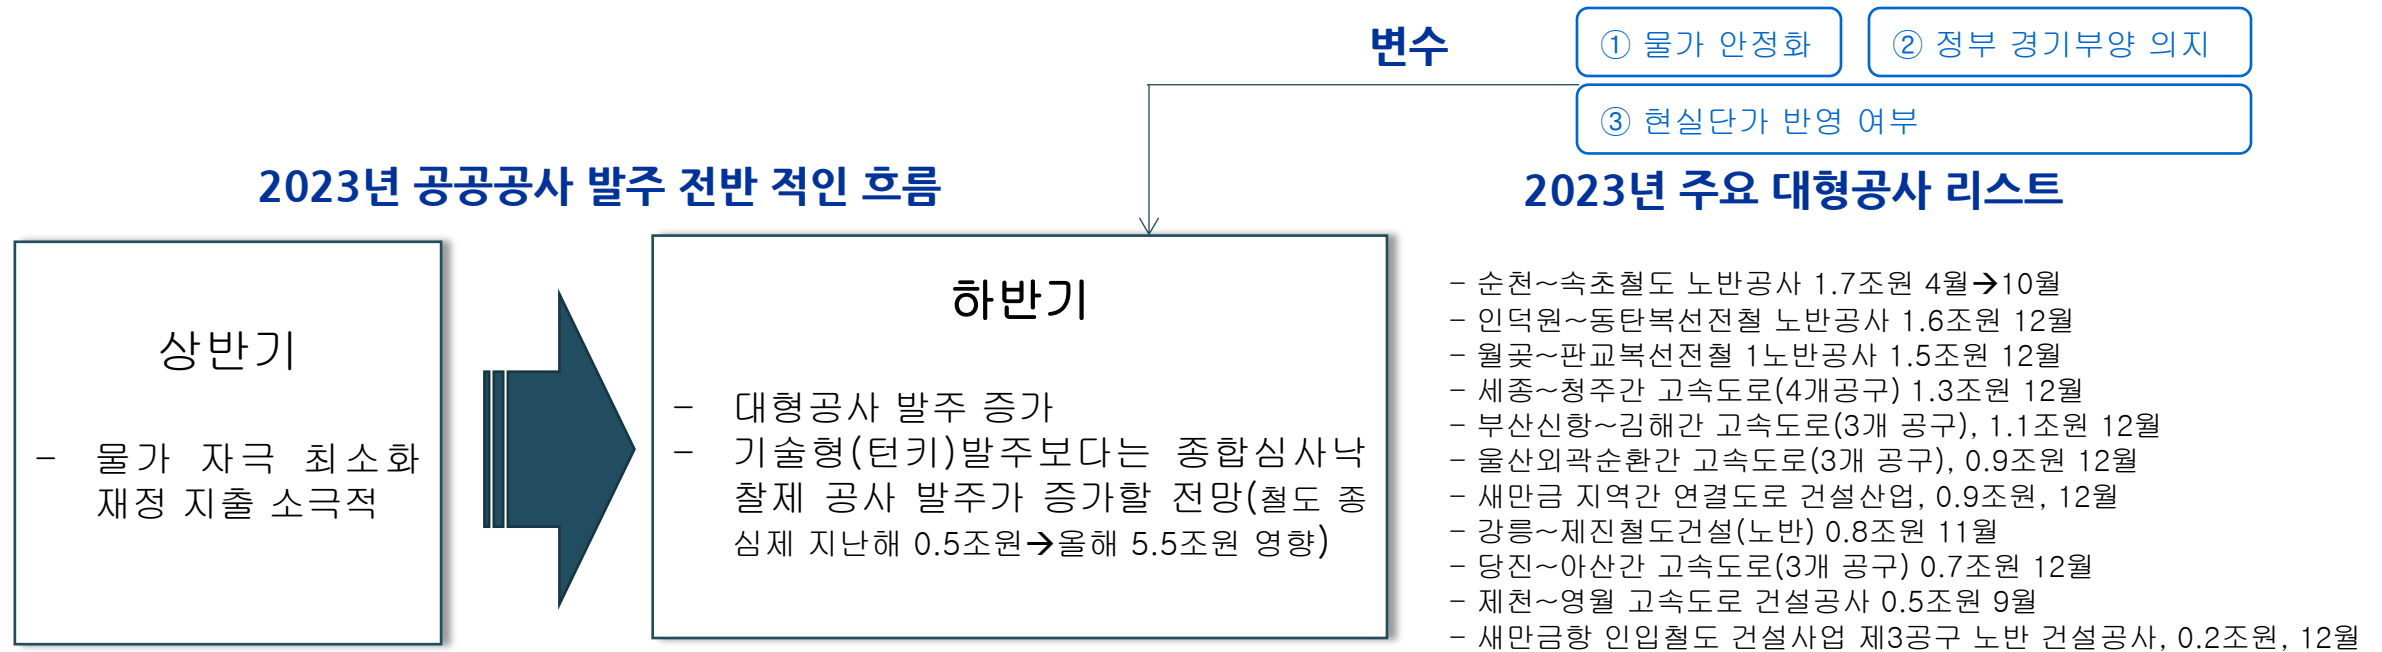 변수
① 물가 안정화
② 정부 경기부양 의지
③ 현실단가 반영 여부
2023년 공공공사 발주 전반 적인 흐름
상반기
- 물가 자극 최소화
재정 지출 소극적
하반기
- 대형공사 발주 증가
- 기술형(턴키)발주보다는 종합심사낙
찰제 공사 발주가 증가할 전망(철도 종
심제 지난해 0.5조원→올해 5.5조원 영향)
2023년 주요 대형공사 리스트
- 순천~속초철도 노반공사 1.7조원 4월→10월
- 인덕원~동탄복선전철 노반공사 1.6조원 12월
- 월곶~판교복선전철 1노반공사 1.5조원 12월
- 세종~청주간 고속도로(4개공구) 1.3조원 12월
- 부산신항~김해간 고속도로(3개 공구), 1.1조원 12월
- 울산외곽순환간 고속도로(3개 공구), 0.9조원 12월
- 새만금 지역간 연결도로 건설산업, 0.9조원, 12월
- 강릉~제진철도건설(노반) 0.8조원 11월
- 당진~아산간 고속도로(3개 공구) 0.7조원 12월
- 제천~영월 고속도로 건설공사 0.5조원 9월
- 새만금항 인입철도 건설사업 제3공구 노반 건설공사, 0.2조원, 12월